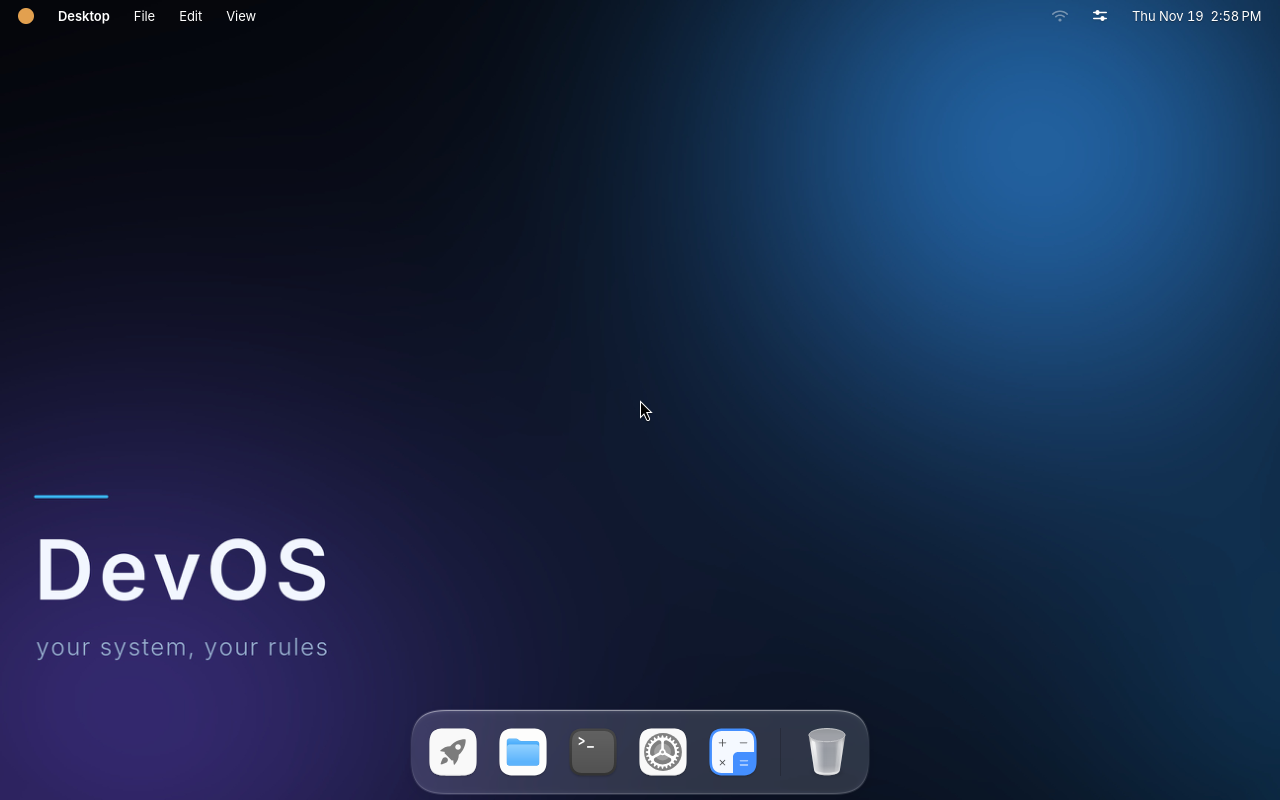 Desktop File Edit View Thu Nov 19 2:58 PM
DevOS
your system, your rules
>_
+ −
× =